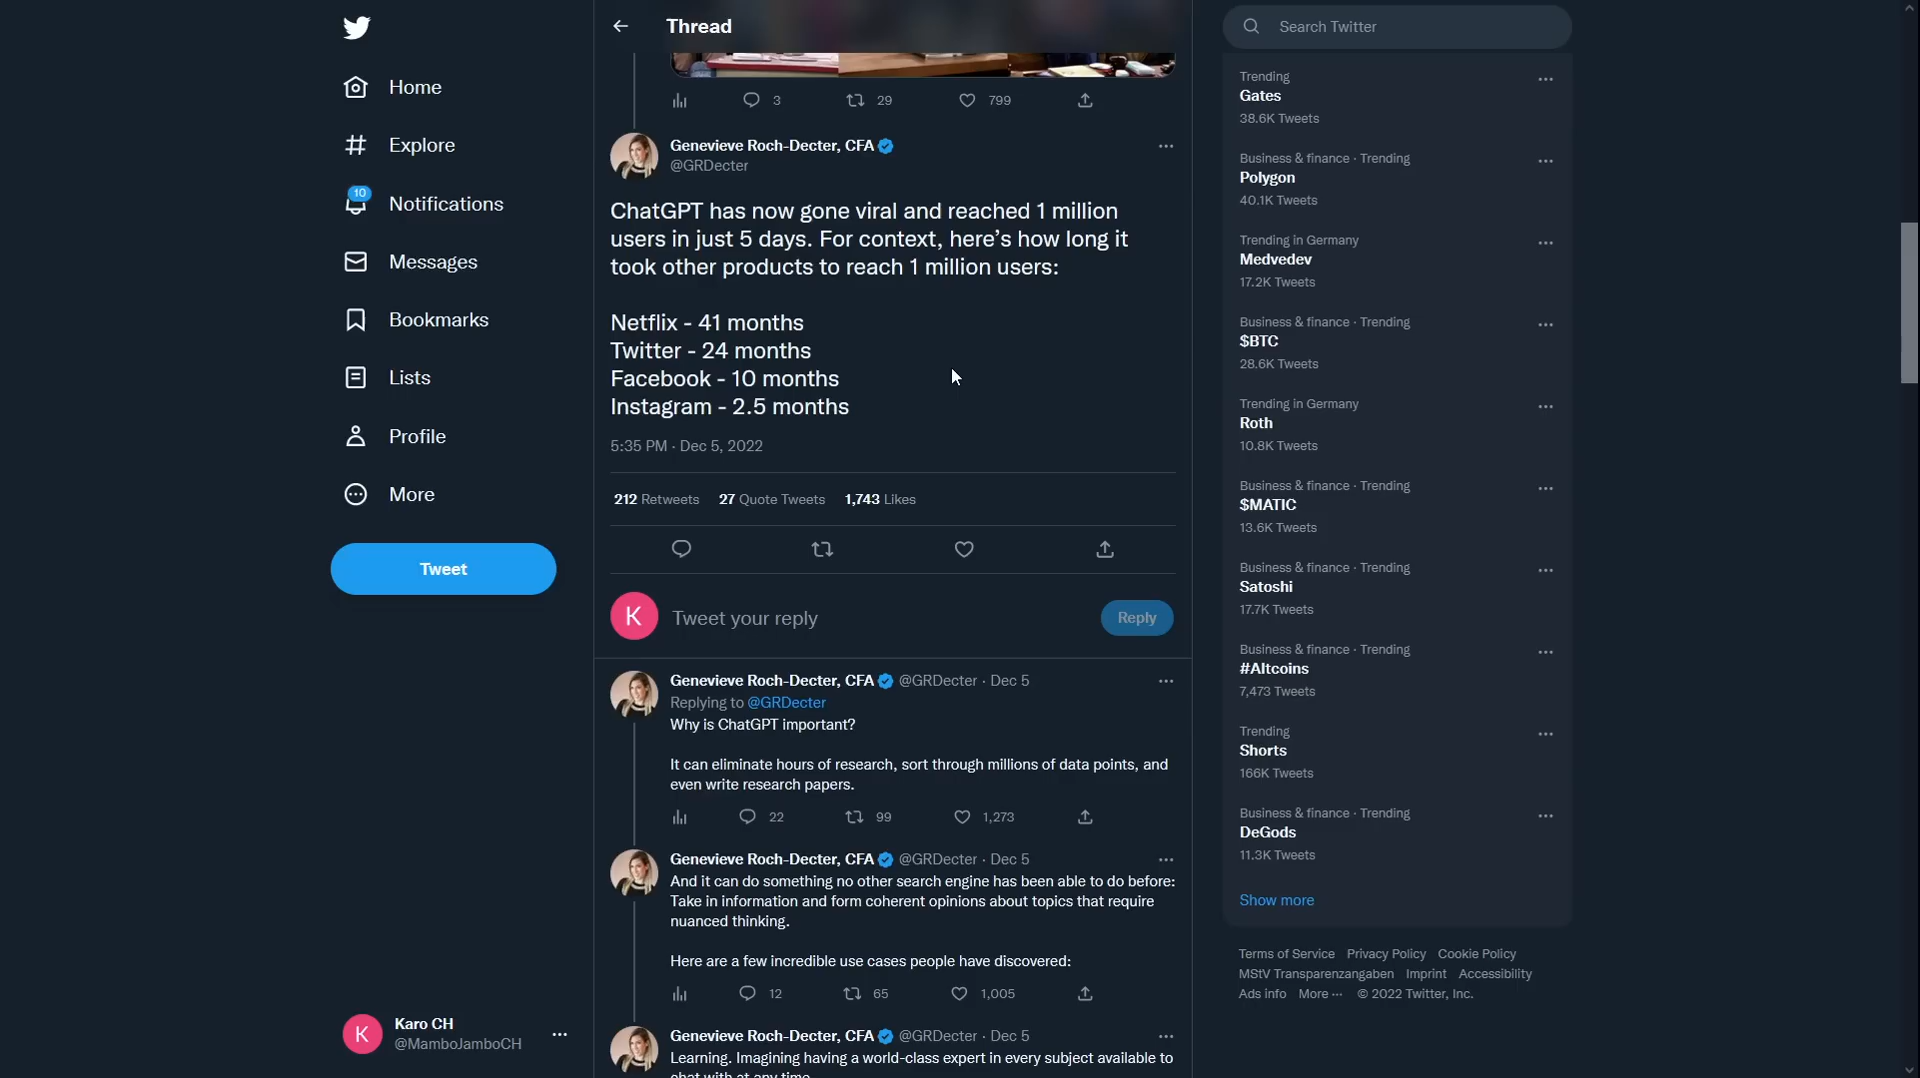 Home
Explore
10
Notifications
Messages
Bookmarks
Lists
Profile
More
Tweet
K
Karo CH
@MamboJamboCH
Thread
3
29
799
Genevieve Roch-Decter, CFA
@GRDecter
ChatGPT has now gone viral and reached 1 million
users in just 5 days. For context, here’s how long it
took other products to reach 1 million users:
Netflix - 41 months
Twitter - 24 months
Facebook - 10 months
Instagram - 2.5 months
5:35 PM · Dec 5, 2022
212 Retweets 27 Quote Tweets 1,743 Likes
K
Tweet your reply
Reply
Genevieve Roch-Decter, CFA @GRDecter · Dec 5
Replying to @GRDecter
Why is ChatGPT important?
It can eliminate hours of research, sort through millions of data points, and
even write research papers.
22
99
1,273
Genevieve Roch-Decter, CFA @GRDecter · Dec 5
And it can do something no other search engine has been able to do before:
Take in information and form coherent opinions about topics that require
nuanced thinking.
Here are a few incredible use cases people have discovered:
12
65
1,005
Genevieve Roch-Decter, CFA @GRDecter · Dec 5
Learning. Imagining having a world-class expert in every subject available to
chat with at any time.
Search Twitter
Trending
Gates
38.6K Tweets
Business & finance · Trending
Polygon
40.1K Tweets
Trending in Germany
Medvedev
17.2K Tweets
Business & finance · Trending
$BTC
28.6K Tweets
Trending in Germany
Roth
10.8K Tweets
Business & finance · Trending
$MATIC
13.6K Tweets
Business & finance · Trending
Satoshi
17.7K Tweets
Business & finance · Trending
#Altcoins
7,473 Tweets
Trending
Shorts
166K Tweets
Business & finance · Trending
DeGods
11.3K Tweets
Show more
Terms of Service Privacy Policy Cookie Policy
MStV Transparenzangaben Imprint Accessibility
Ads info More ··· © 2022 Twitter, Inc.